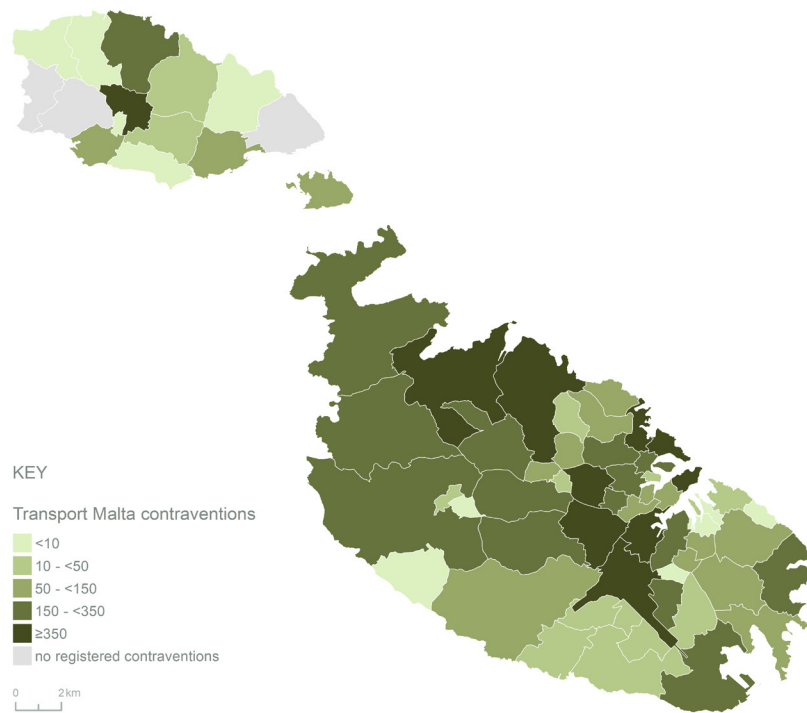 KEY
Transport Malta contraventions
<10
10 - <50
50 - <150
150 - <350
≥350
no registered contraventions
0 2km